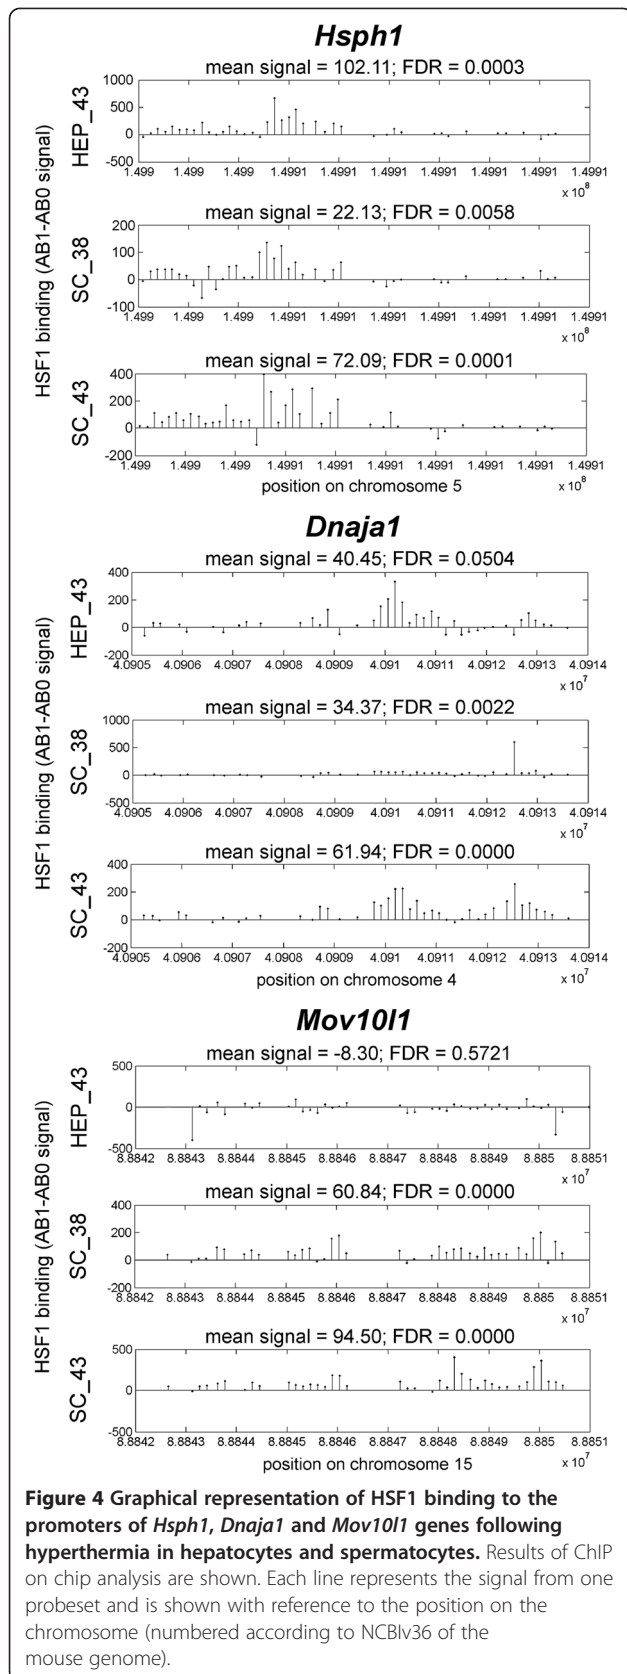 Hsph1
mean signal = 102.11; FDR = 0.0003
HSF1 binding (AB1-AB0 signal)
HEP_43
1000
500
0
-500
1.499 1.499 1.499 1.4991 1.4991 1.4991 1.4991 1.4991 1.4991
x 10^8
mean signal = 22.13; FDR = 0.0058
SC_38
200
100
0
-100
1.499 1.499 1.499 1.4991 1.4991 1.4991 1.4991 1.4991 1.4991
x 10^8
mean signal = 72.09; FDR = 0.0001
SC_43
400
200
0
-200
1.499 1.499 1.499 1.4991 1.4991 1.4991 1.4991 1.4991 1.4991
position on chromosome 5
x 10^8
Dnaja1
mean signal = 40.45; FDR = 0.0504
HSF1 binding (AB1-AB0 signal)
HEP_43
400
200
0
-200
4.0905 4.0906 4.0907 4.0908 4.0909 4.091 4.0911 4.0912 4.0913 4.0914
x 10^7
mean signal = 34.37; FDR = 0.0022
SC_38
1000
500
0
-500
4.0905 4.0906 4.0907 4.0908 4.0909 4.091 4.0911 4.0912 4.0913 4.0914
x 10^7
mean signal = 61.94; FDR = 0.0000
SC_43
400
200
0
-200
4.0905 4.0906 4.0907 4.0908 4.0909 4.091 4.0911 4.0912 4.0913 4.0914
position on chromosome 4
x 10^7
Mov10l1
mean signal = -8.30; FDR = 0.5721
HSF1 binding (AB1-AB0 signal)
HEP_43
500
0
-500
8.8842 8.8843 8.8844 8.8845 8.8846 8.8847 8.8848 8.8849 8.885 8.8851
x 10^7
mean signal = 60.84; FDR = 0.0000
SC_38
400
200
0
-200
8.8842 8.8843 8.8844 8.8845 8.8846 8.8847 8.8848 8.8849 8.885 8.8851
x 10^7
mean signal = 94.50; FDR = 0.0000
SC_43
500
0
-500
8.8842 8.8843 8.8844 8.8845 8.8846 8.8847 8.8848 8.8849 8.885 8.8851
position on chromosome 15
x 10^7
Figure 4 Graphical representation of HSF1 binding to the
promoters of Hsph1, Dnaja1 and Mov10l1 genes following
hyperthermia in hepatocytes and spermatocytes. Results of ChIP
on chip analysis are shown. Each line represents the signal from one
probeset and is shown with reference to the position on the
chromosome (numbered according to NCBIv36 of the
mouse genome).